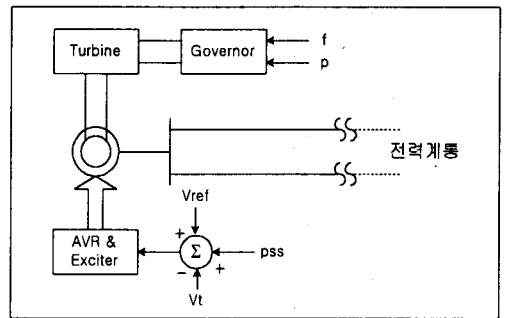 Turbine
Governor
f
p
전력계통
Vref
+
AVR &
Exciter
Σ
pss
−
+
Vt